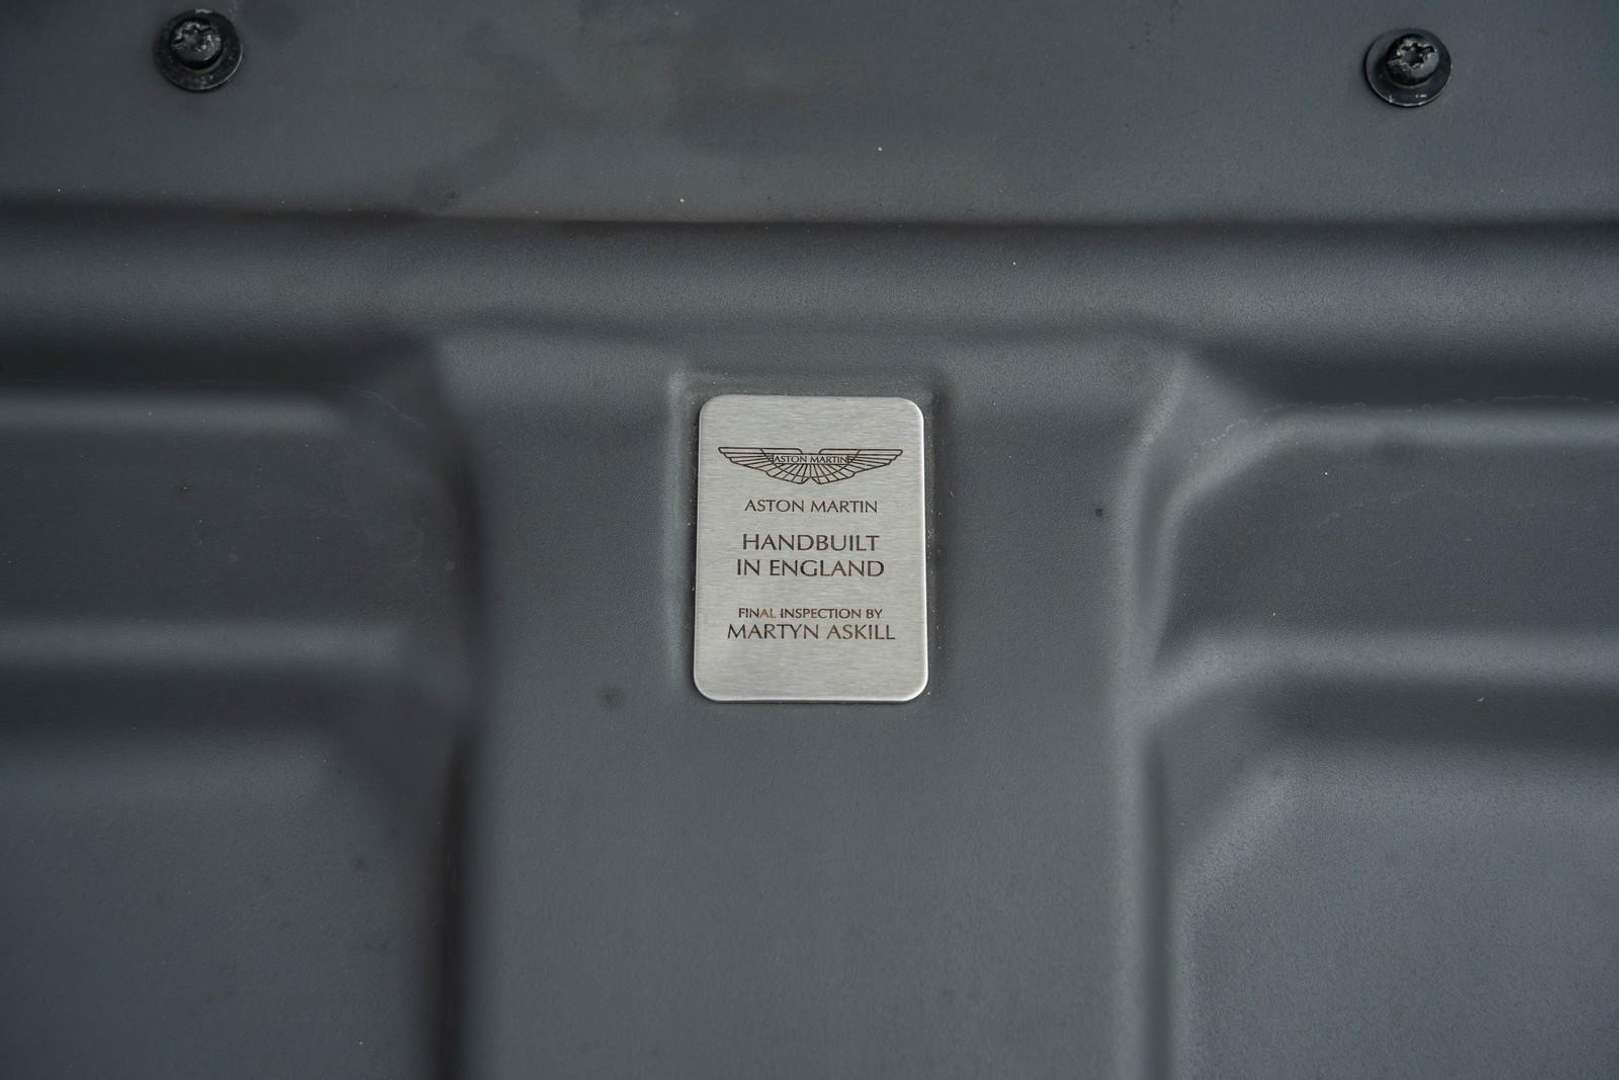 ASTON MARTIN
ASTON MARTIN
HANDBUILT
IN ENGLAND
FINAL INSPECTION BY
MARTYN ASKILL